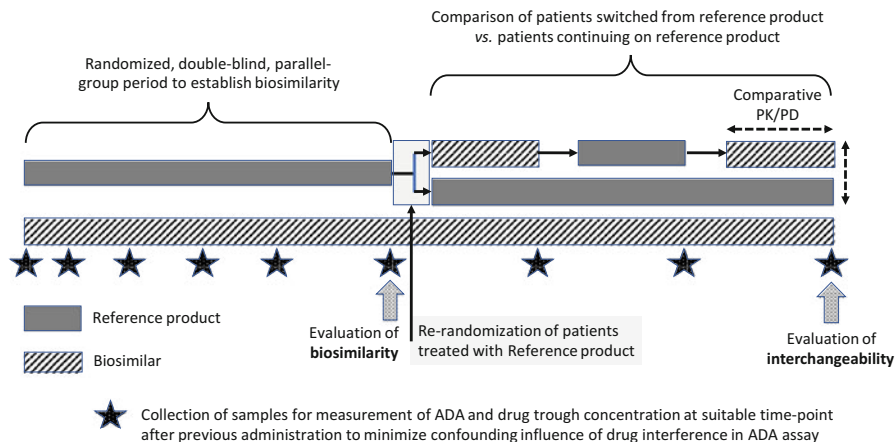 Comparison of patients switched from reference product
vs. patients continuing on reference product
Randomized, double-blind, parallel-
group period to establish biosimilarity
Comparative
PK/PD
Reference product
Biosimilar
Evaluation of
biosimilarity
Re-randomization of patients
treated with Reference product
Evaluation of
interchangeability
Collection of samples for measurement of ADA and drug trough concentration at suitable time-point
after previous administration to minimize confounding influence of drug interference in ADA assay